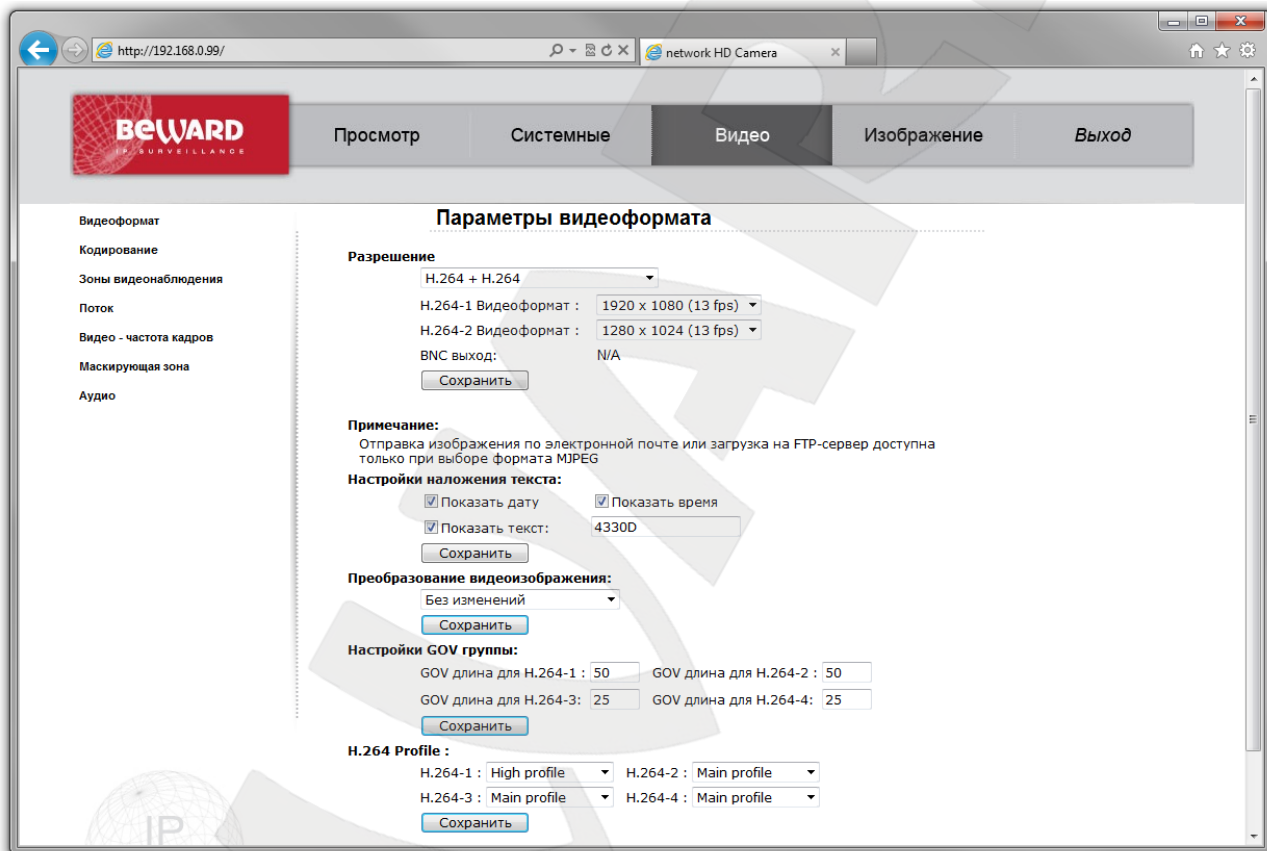 http://192.168.0.99/
network HD Camera
BEWARD
IP SURVEILLANCE
Просмотр
Системные
Видео
Изображение
Выход
Видеоформат
Кодирование
Зоны видеонаблюдения
Поток
Видео - частота кадров
Маскирующая зона
Аудио
Параметры видеоформата
Разрешение
H.264 + H.264
H.264-1 Видеоформат : 1920 x 1080 (13 fps)
H.264-2 Видеоформат : 1280 x 1024 (13 fps)
BNC выход: N/A
Сохранить
Примечание:
Отправка изображения по электронной почте или загрузка на FTP-сервер доступна
только при выборе формата MJPEG
Настройки наложения текста:
Показать дату Показать время
Показать текст: 4330D
Сохранить
Преобразование видеоизображения:
Без изменений
Сохранить
Настройки GOV группы:
GOV длина для H.264-1 : 50 GOV длина для H.264-2 : 50
GOV длина для H.264-3: 25 GOV длина для H.264-4: 25
Сохранить
H.264 Profile :
H.264-1 : High profile H.264-2 : Main profile
H.264-3 : Main profile H.264-4 : Main profile
Сохранить
IP